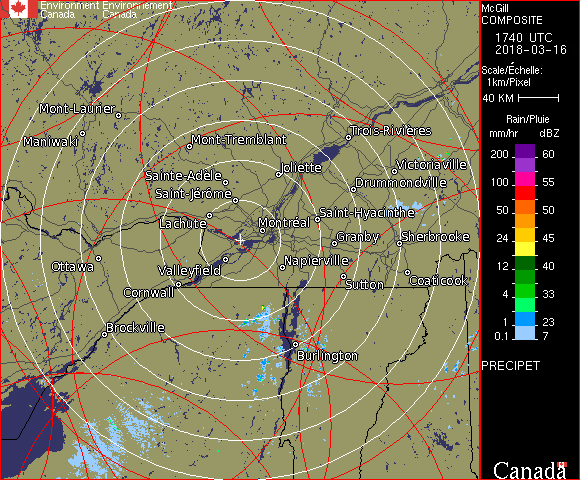 Environment Environnement
Canada Canada
McGill
COMPOSITE
1740 UTC
2018-03-16
Scale/Échelle:
1km/Pixel
40 KM
Rain/Pluie
mm/hr dBZ
200 60
100 55
50 50
24 45
12 40
4 33
1 23
0.1 7
PRECIPET
Canada
Mont-Laurier
Maniwaki
Mont-Tremblant
Trois-Rivières
Victoriaville
Joliette
Sainte-Adèle
Drummondville
Saint-Jérôme
Saint-Hyacinthe
Lachute
Montréal
Granby
Sherbrooke
Ottawa
Valleyfield
Napierville
Cornwall
Sutton
Coaticook
Brockville
Burlington